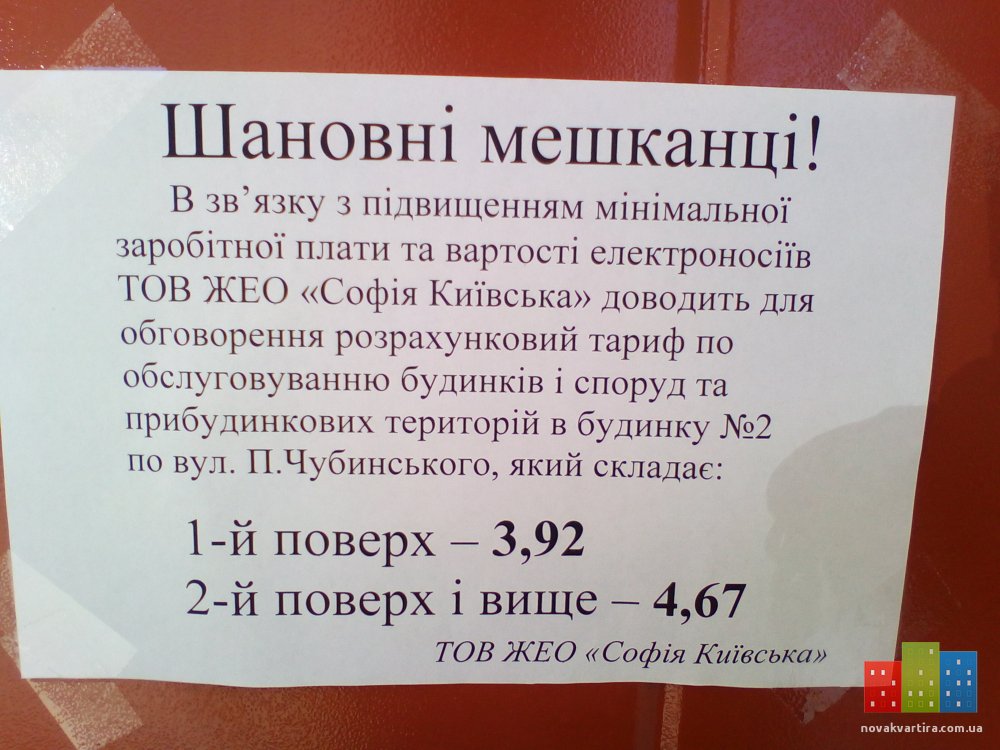 Шановні мешканці!
В зв’язку з підвищенням мінімальної
заробітної плати та вартості електроносіїв
ТОВ ЖЕО «Софія Київська» доводить для
обговорення розрахунковий тариф по
обслуговуванню будинків і споруд та
прибудинкових територій в будинку №2
по вул. П.Чубинського, який складає:
1-й поверх – 3,92
2-й поверх і вище – 4,67
ТОВ ЖЕО «Софія Київська»
novakvartira.com.ua